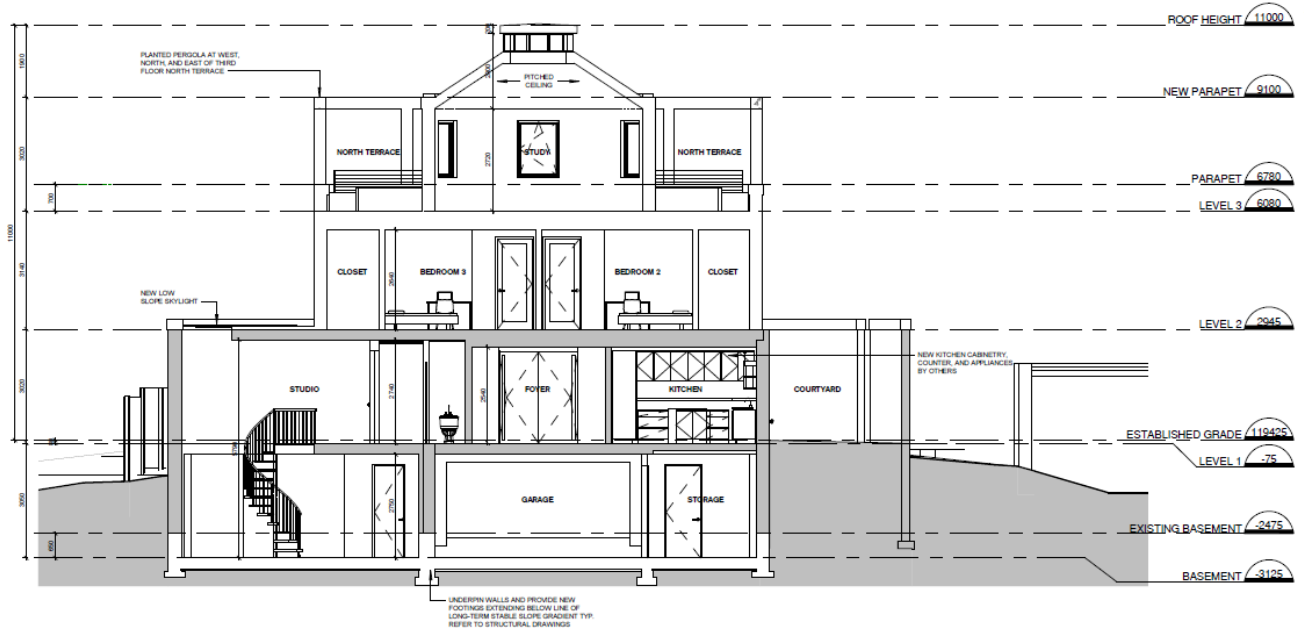 ROOF HEIGHT 11000
PLANTED PERGOLA AT WEST,
NORTH, AND EAST OF THIRD
FLOOR NORTH TERRACE
1900
PITCHED
CEILING
NEW PARAPET 9100
3020
NORTH TERRACE
STUDY
NORTH TERRACE
2720
PARAPET 6780
700
LEVEL 3 6080
11000
3140
CLOSET
2640
BEDROOM 3
BEDROOM 2
CLOSET
NEW LOW
SLOPE SKYLIGHT
LEVEL 2 2945
NEW KITCHEN CABINETRY,
COUNTER, AND APPLIANCES
BY OTHERS
3020
STUDIO
2740
2540
FOYER
KITCHEN
COURTYARD
ESTABLISHED GRADE 119425
LEVEL 1 -75
3050
2750
GARAGE
STORAGE
650
EXISTING BASEMENT -2475
BASEMENT -3125
UNDERPIN WALLS AND PROVIDE NEW
FOOTINGS EXTENDING BELOW LINE OF
LONG-TERM STABLE SLOPE GRADIENT TYP.
REFER TO STRUCTURAL DRAWINGS